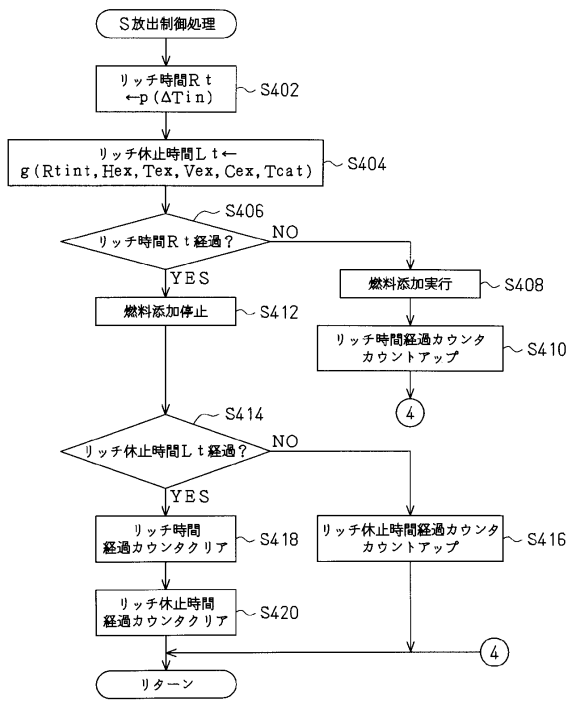 S放出制御処理
リッチ時間Rt
←p(ΔTin)
S402
リッチ休止時間Lt←
g(Rtint,Hex,Tex,Vex,Cex,Tcat)
S404
S406
リッチ時間Rt経過?
NO
YES
燃料添加実行
S408
燃料添加停止
S412
リッチ時間経過カウンタ
カウントアップ
S410
4
S414
リッチ休止時間Lt経過?
NO
YES
リッチ時間
経過カウンタクリア
S418
リッチ休止時間経過カウンタ
カウントアップ
S416
リッチ休止時間
経過カウンタクリア
S420
4
リターン